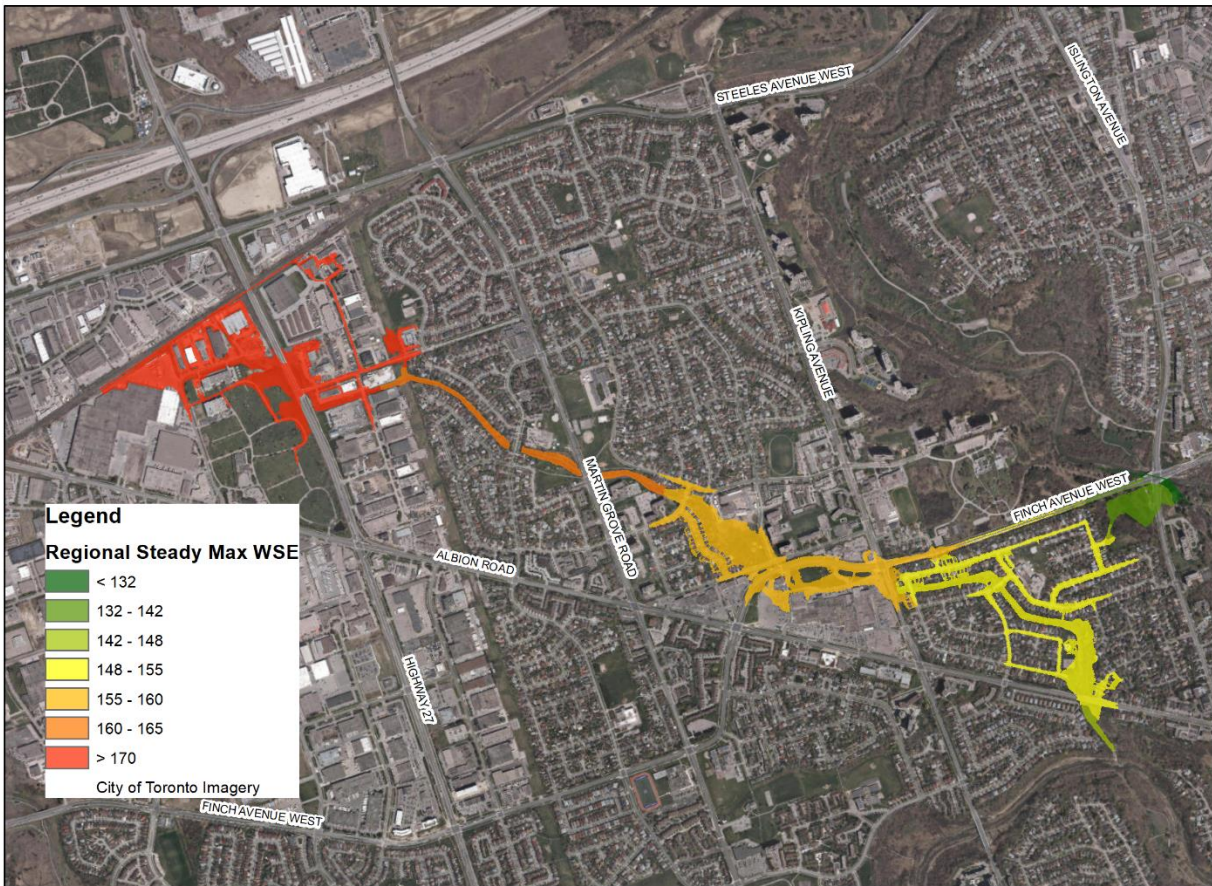 STEELES AVENUE WEST
ISLINGTON AVENUE
KIPLING AVENUE
MARTIN GROVE ROAD
FINCH AVENUE WEST
ALBION ROAD
HIGHWAY 27
Legend
Regional Steady Max WSE
< 132
132 - 142
142 - 148
148 - 155
155 - 160
160 - 165
> 170
City of Toronto Imagery
FINCH AVENUE WEST